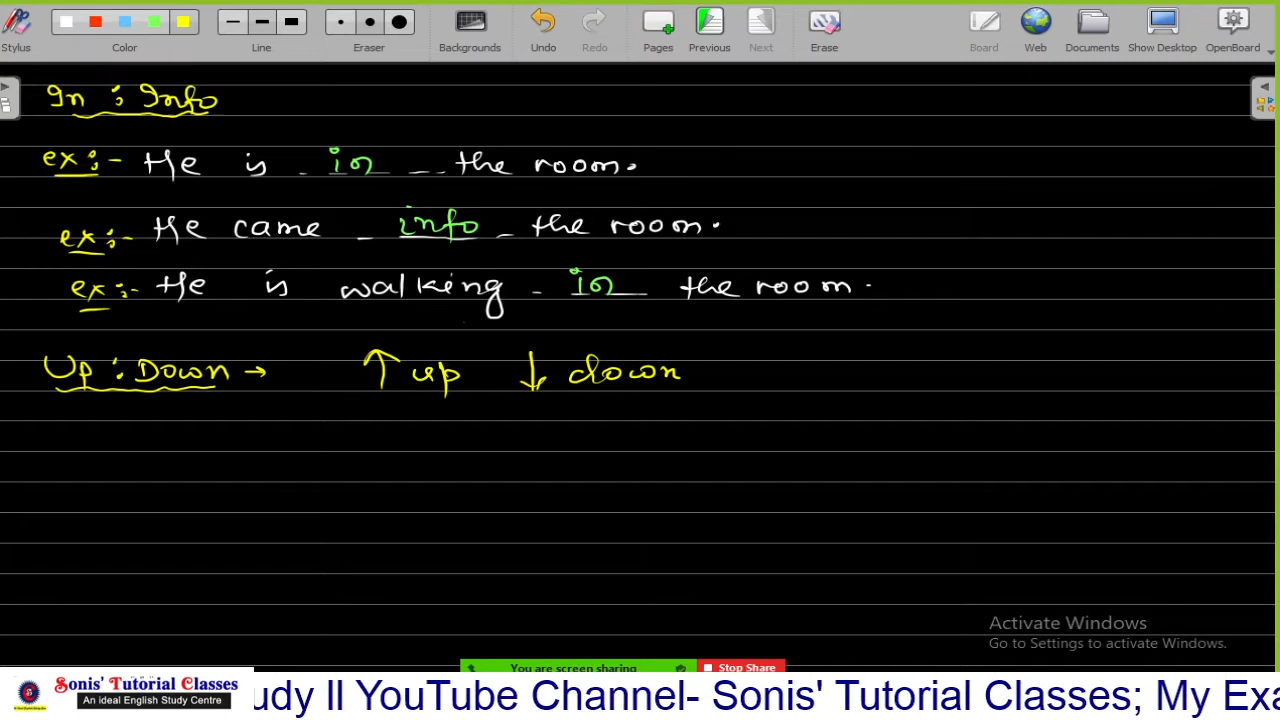 Stylus
Color
Line
Eraser
Backgrounds
Undo
Redo
Pages
Previous
Next
Erase
Board
Web
Documents
Show Desktop
OpenBoard
In : Info
ex:- He is in the room.
ex:- He came info the room.
ex:- He is walking in the room.
Up : Down → ↑ up ↓ down
Activate Windows
Go to Settings to activate Windows.
You are screen sharing
Stop Share
Sonis' Tutorial Classes
An ideal English Study Centre
udy ll YouTube Channel- Sonis' Tutorial Classes; My Exa